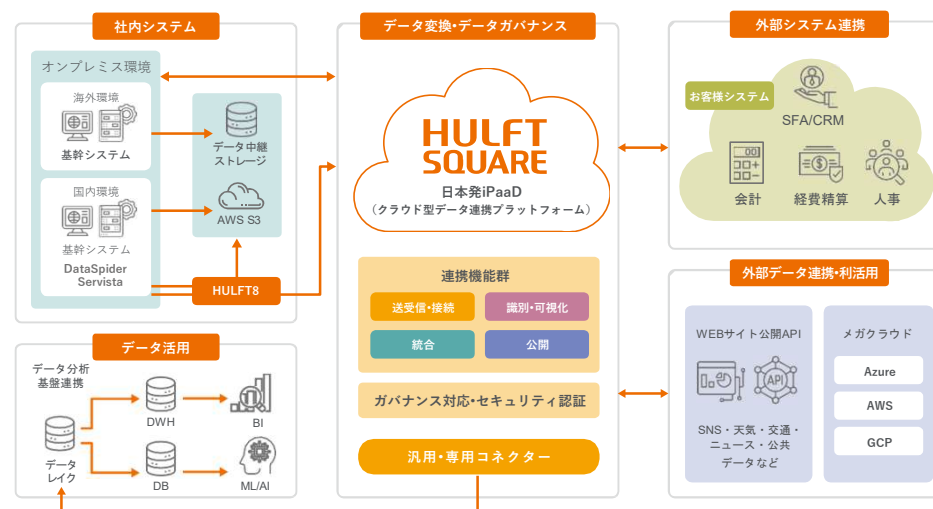 社内システム
オンプレミス環境
海外環境
基幹システム
国内環境
基幹システム
DataSpider
Servista
データ中継
ストレージ
AWS S3
HULFT8
データ活用
データ分析
基盤連携
データ
レイク
DWH
BI
DB
ML/AI
データ変換・データガバナンス
HULFT
SQUARE
日本発iPaaD
（クラウド型データ連携プラットフォーム）
連携機能群
送受信・接続
識別・可視化
統合
公開
ガバナンス対応・セキュリティ認証
汎用・専用コネクター
外部システム連携
お客様システム
SFA/CRM
会計
経費精算
人事
外部データ連携・利活用
WEBサイト公開API
API
SNS・天気・交通・
ニュース・公共
データなど
メガクラウド
Azure
AWS
GCP